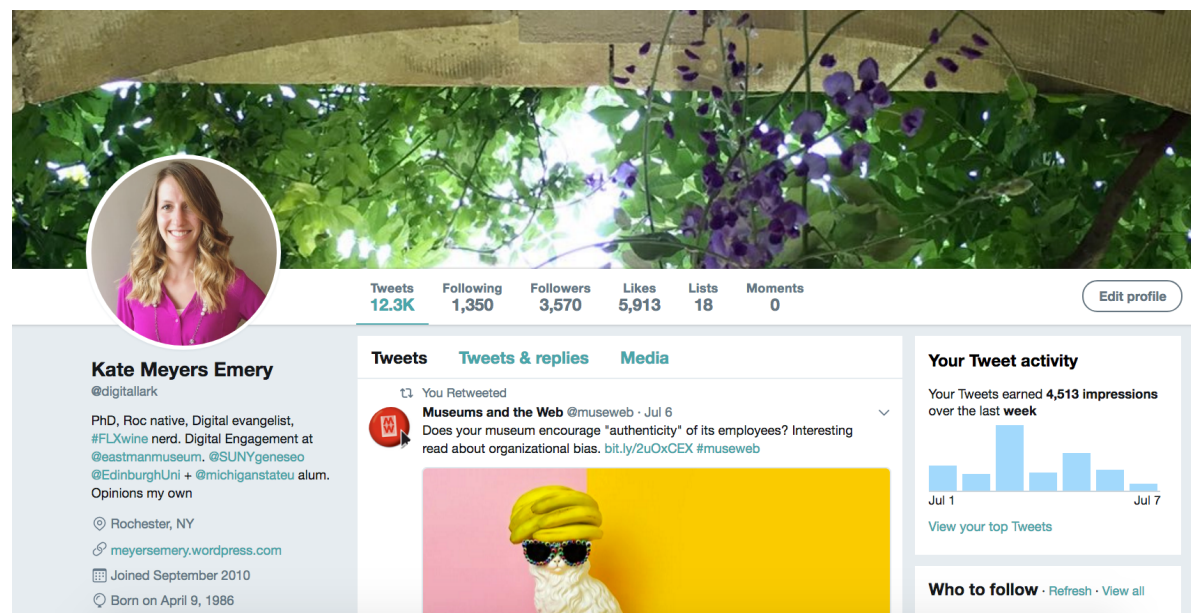 Tweets
12.3K
Following
1,350
Followers
3,570
Likes
5,913
Lists
18
Moments
0
Edit profile
Kate Meyers Emery
@digitallark
PhD, Roc native, Digital evangelist,
#FLXwine nerd. Digital Engagement at
@eastmanmuseum. @SUNYgeneseo
@EdinburghUni + @michiganstateu alum.
Opinions my own
Rochester, NY
meyersemery.wordpress.com
Joined September 2010
Born on April 9, 1986
Tweets Tweets & replies Media
You Retweeted
Museums and the Web @museweb · Jul 6
Does your museum encourage "authenticity" of its employees? Interesting
read about organizational bias. bit.ly/2uOxCEX #museweb
MW
Your Tweet activity
Your Tweets earned 4,513 impressions
over the last week
Jul 1 Jul 7
View your top Tweets
Who to follow · Refresh · View all